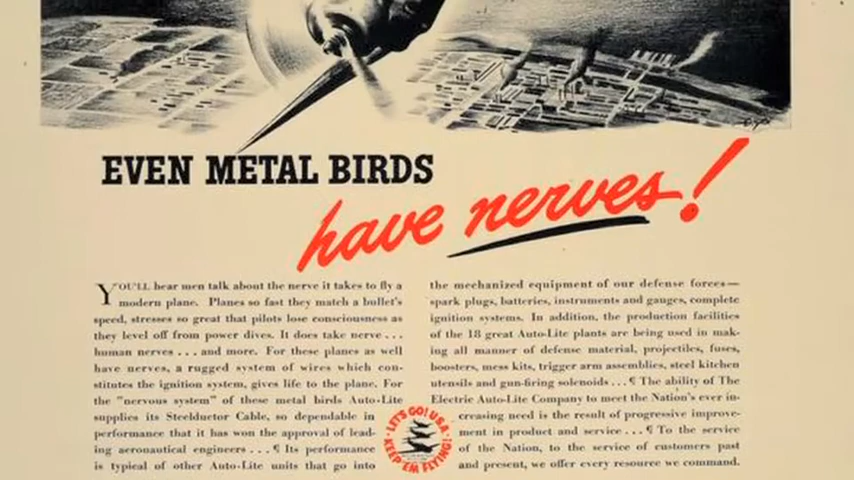 EVEN METAL BIRDS
have nerves!
YOU'LL hear men talk about the nerve it takes to fly a
modern plane. Planes so fast they match a bullet's
speed, stresses so great that pilots lose consciousness as
they level off from power dives. It does take nerve...
human nerves...and more. For these planes as well
have nerves, a rugged system of wires which con-
stitutes the ignition system, gives life to the plane. For
the "nervous system" of these metal birds Auto-Lite
supplies its Steelductor Cable, so dependable in
performance that it has won the approval of lead-
ing aeronautical engineers...¶ Its performance
is typical of other Auto-Lite units that go into
the mechanized equipment of our defense forces—
spark plugs, batteries, instruments and gauges, complete
ignition systems. In addition, the production facilities
of the 18 great Auto-Lite plants are being used in mak-
ing all manner of defense material, projectiles, fuses,
boosters, mess kits, trigger arm assemblies, steel kitchen
utensils and gun-firing solenoids...¶ The ability of The
Electric Auto-Lite Company to meet the Nation's ever in-
creasing need is the result of progressive improve-
ment in product and service...¶ To the service
of the Nation, to the service of customers past
and present, we offer every resource we command.
LET'S GO! U.S.A.
KEEP 'EM FLYING!